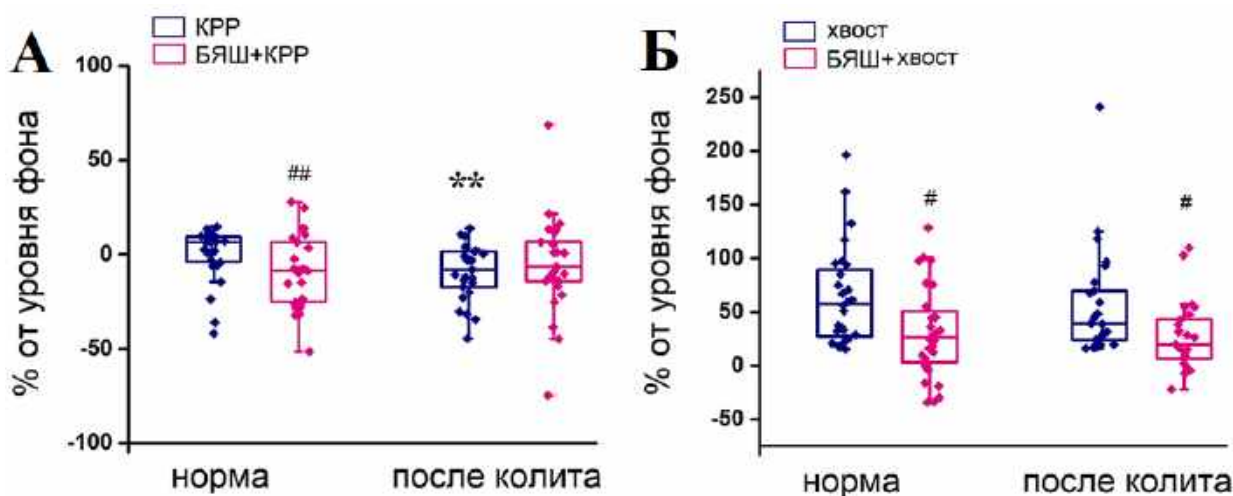 А
КРР
БЯШ+КРР
% от уровня фона
100
50
0
-50
-100
##
**
норма
после колита
Б
хвост
БЯШ+хвост
% от уровня фона
250
200
150
100
50
0
-50
#
#
норма
после колита